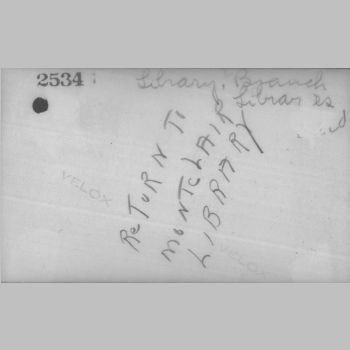 2534
Library, Branch
Libraries
ReTURN To
MONTCLAIR
LIBRARY
VELOX
VELOX